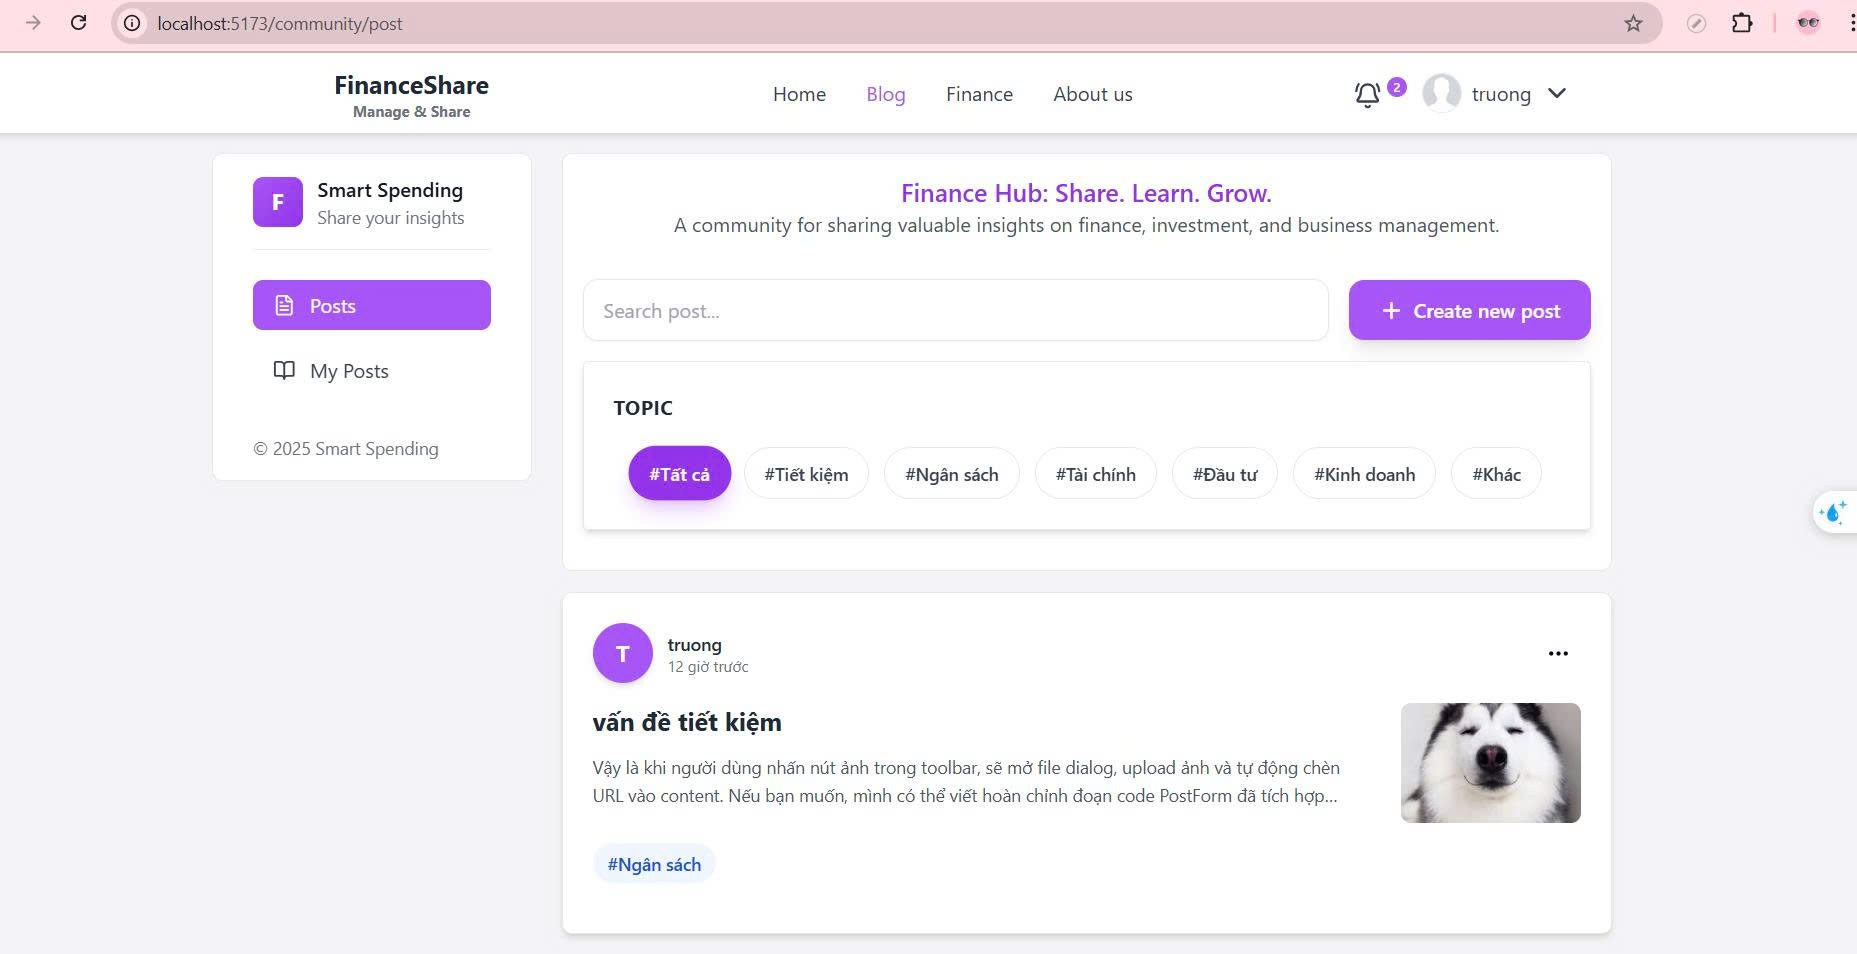 localhost:5173/community/post
FinanceShare
Manage & Share
Home
Blog
Finance
About us
2
truong
F
Smart Spending
Share your insights
Posts
My Posts
© 2025 Smart Spending
Finance Hub: Share. Learn. Grow.
A community for sharing valuable insights on finance, investment, and business management.
Search post...
+ Create new post
TOPIC
#Tất cả
#Tiết kiệm
#Ngân sách
#Tài chính
#Đầu tư
#Kinh doanh
#Khác
T
truong
12 giờ trước
vấn đề tiết kiệm
Vậy là khi người dùng nhấn nút ảnh trong toolbar, sẽ mở file dialog, upload ảnh và tự động chèn
URL vào content. Nếu bạn muốn, mình có thể viết hoàn chỉnh đoạn code PostForm đã tích hợp...
#Ngân sách